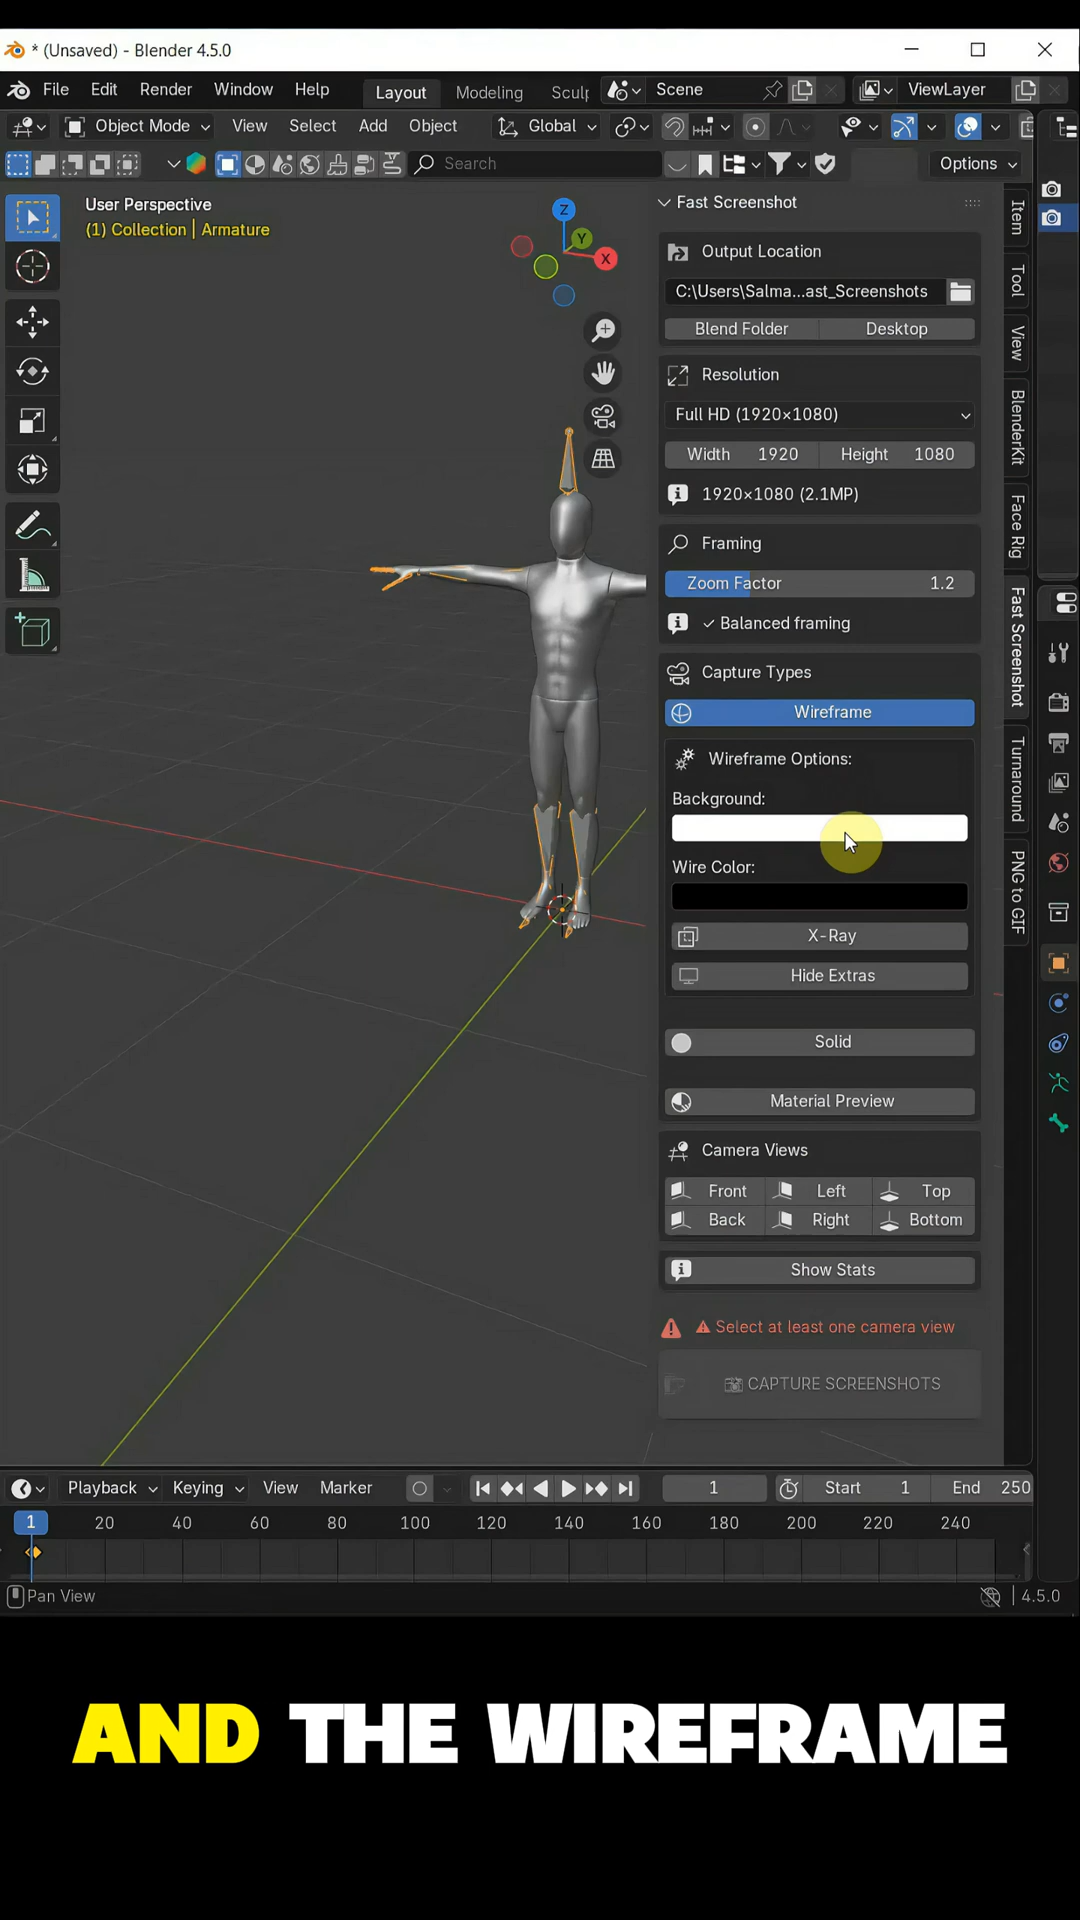 * (Unsaved) - Blender 4.5.0
File Edit Render Window Help Layout Modeling Scul Scene ViewLayer
Object Mode View Select Add Object Global
Search Options
User Perspective
(1) Collection | Armature
Z
Y
X
Fast Screenshot
Output Location
C:\Users\Salma...ast_Screenshots
Blend Folder Desktop
Resolution
Full HD (1920×1080)
Width 1920 Height 1080
1920×1080 (2.1MP)
Framing
Zoom Factor 1.2
✓ Balanced framing
Capture Types
Wireframe
Wireframe Options:
Background:
Wire Color:
X-Ray
Hide Extras
Solid
Material Preview
Camera Views
Front Left Top
Back Right Bottom
Show Stats
⚠ Select at least one camera view
CAPTURE SCREENSHOTS
Item
Tool
View
BlenderKit
Face Rig
Fast Screenshot
Turnaround
PNG to GIF
Playback Keying View Marker 1 Start 1 End 250
1 20 40 60 80 100 120 140 160 180 200 220 240
Pan View 4.5.0
AND THE WIREFRAME